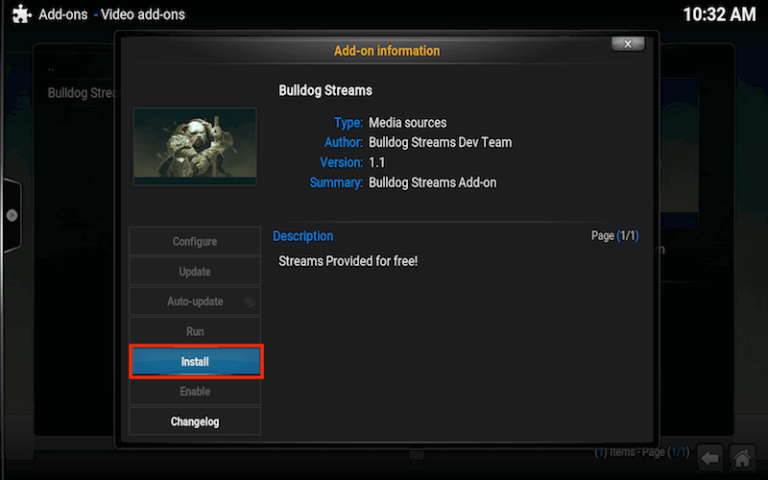 Add-ons • Video add-ons
10:32 AM
Add-on information
x
..
Bulldog Strea
Bulldog Streams
Type: Media sources
Author: Bulldog Streams Dev Team
Version: 1.1
Summary: Bulldog Streams Add-on
Configure
Update
Auto-update
Run
Install
Enable
Changelog
Description
Page (1/1)
Streams Provided for free!
m
(1) Items - Page (1/1)